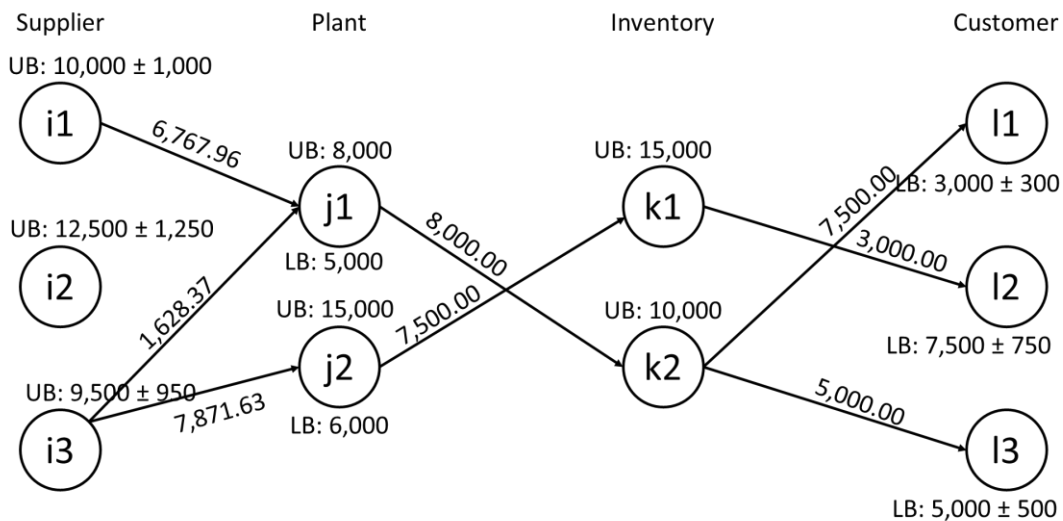 Supplier
Plant
Inventory
Customer
UB: 10,000 ± 1,000
i1
6,767.96
UB: 12,500 ± 1,250
i2
UB: 9,500 ± 950
i3
1,628.37
7,871.63
UB: 8,000
j1
LB: 5,000
UB: 15,000
j2
LB: 6,000
8,000.00
7,500.00
UB: 15,000
k1
UB: 10,000
k2
7,500.00
3,000.00
5,000.00
l1
LB: 3,000 ± 300
l2
LB: 7,500 ± 750
l3
LB: 5,000 ± 500